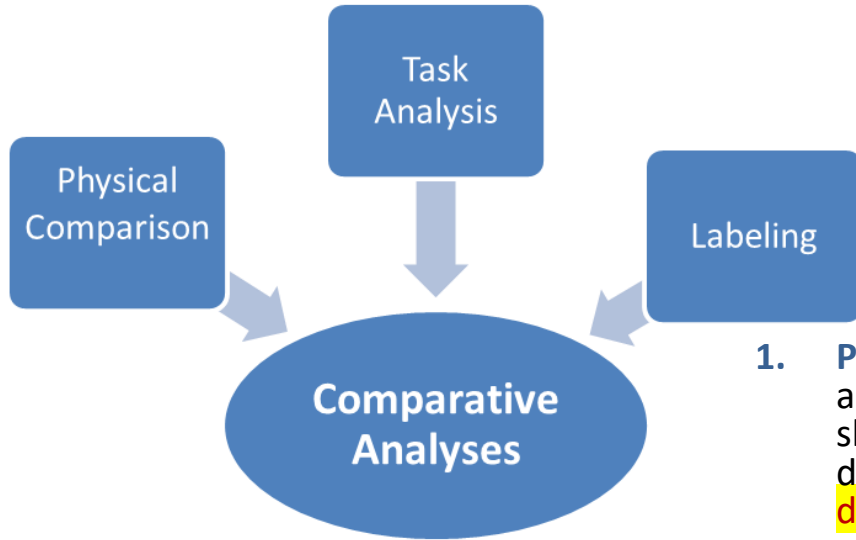 Task
Analysis
Physical
Comparison
Labeling
Comparative
Analyses
1.